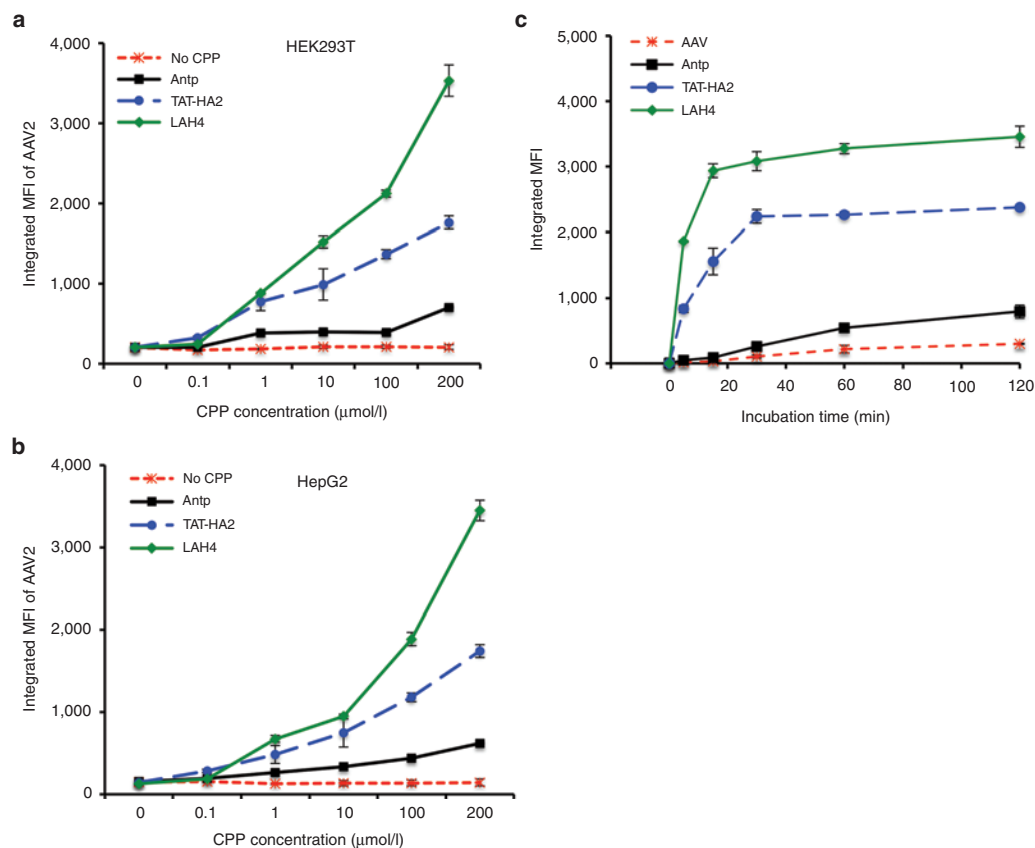 a
HEK293T
No CPP
Antp
TAT-HA2
LAH4
Integrated MFI of AAV2
4,000
3,000
2,000
1,000
0
0 0.1 1 10 100 200
CPP concentration (μmol/l)
b
HepG2
No CPP
Antp
TAT-HA2
LAH4
Integrated MFI of AAV2
4,000
3,000
2,000
1,000
0
0 0.1 1 10 100 200
CPP concentration (μmol/l)
c
AAV
Antp
TAT-HA2
LAH4
Integrated MFI
5,000
4,000
3,000
2,000
1,000
0
0 20 40 60 80 100 120
Incubation time (min)